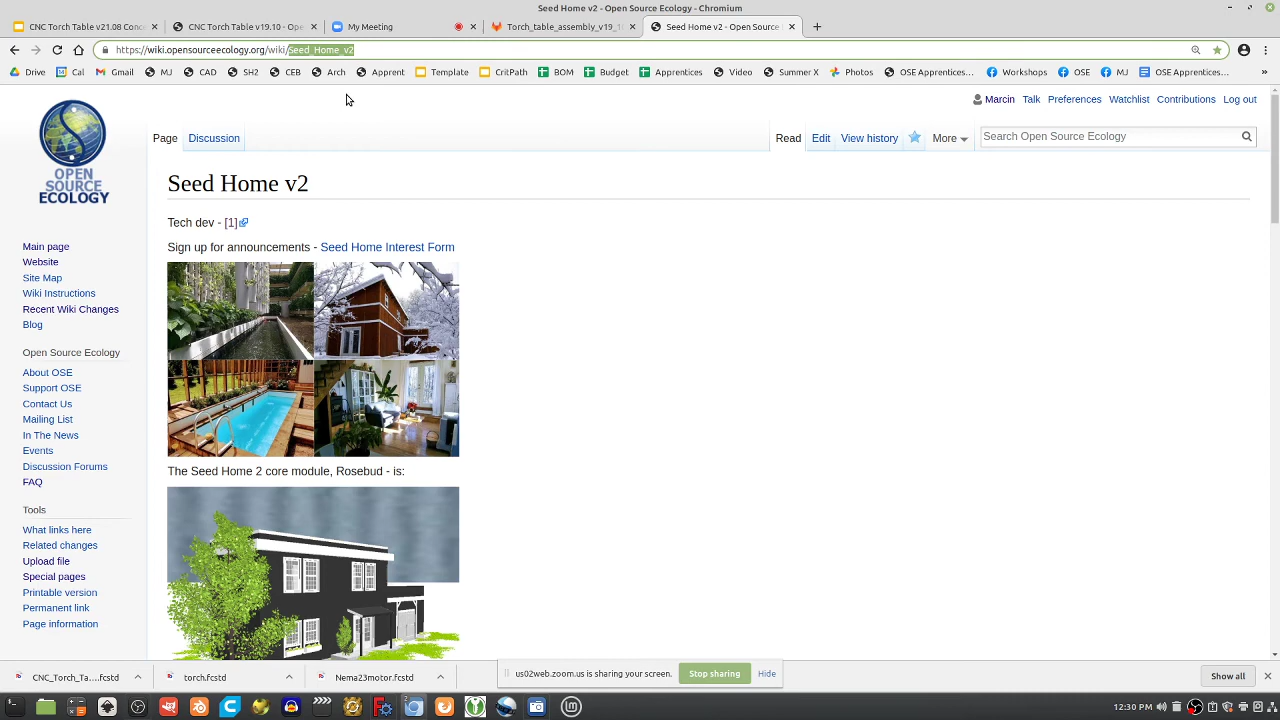 Seed Home v2 - Open Source Ecology - Chromium
CNC Torch Table v21.08 Conc
CNC Torch Table v19.10 - Ope
My Meeting
Torch_table_assembly_v19_1
Seed Home v2 - Open Source
https://wiki.opensourceecology.org/wiki/Seed_Home_v2
Drive
Cal
Gmail
MJ
CAD
SH2
CEB
Arch
Apprent
Template
CritPath
BOM
Budget
Apprentices
Video
Summer X
Photos
OSE Apprentices...
Workshops
OSE
MJ
OSE Apprentices...
»
Marcin
Talk
Preferences
Watchlist
Contributions
Log out
Page
Discussion
Read
Edit
View history
More
Search Open Source Ecology
OPEN
SOURCE
ECOLOGY
Seed Home v2
Tech dev - [1]
Sign up for announcements - Seed Home Interest Form
The Seed Home 2 core module, Rosebud - is:
Main page
Website
Site Map
Wiki Instructions
Recent Wiki Changes
Blog
Open Source Ecology
About OSE
Support OSE
Contact Us
Mailing List
In The News
Events
Discussion Forums
FAQ
Tools
What links here
Related changes
Upload file
Special pages
Printable version
Permanent link
Page information
CNC_Torch_Ta....fcstd
torch.fcstd
Nema23motor.fcstd
us02web.zoom.us is sharing your screen.
Stop sharing
Hide
Show all
12:30 PM